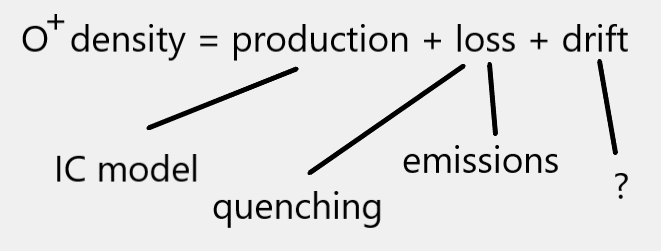 O⁺ density = production + loss + drift
IC model
quenching
emissions
?